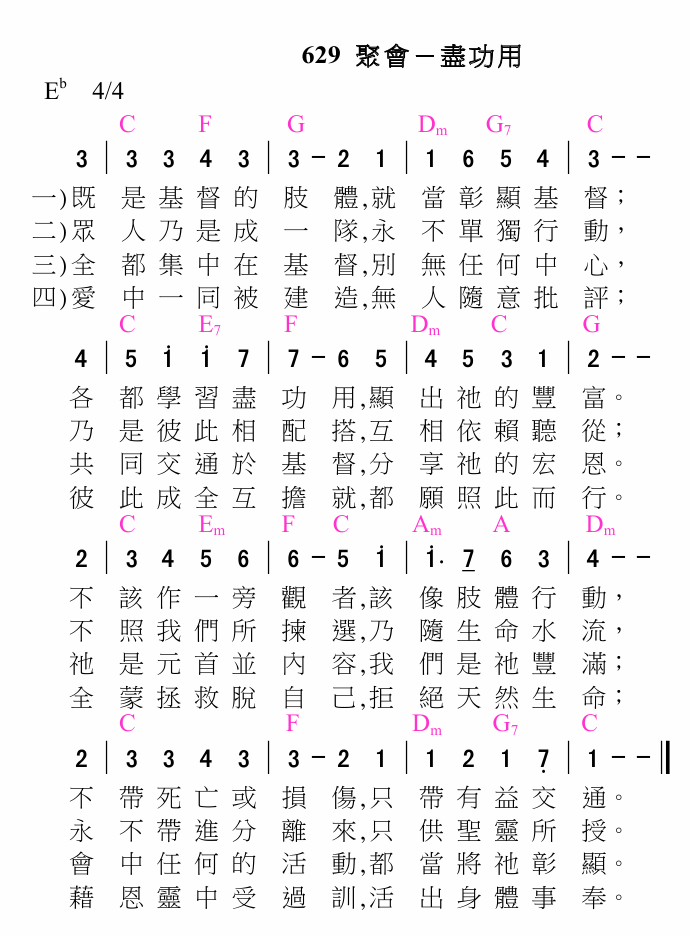 629 聚會－盡功用
E♭ 4/4
C F G Dm G7 C
3 | 3 3 4 3 | 3 − 2 1 | 1 6 5 4 | 3 − −
一)既 是基督的 肢 體,就 當彰顯基 督；
二)眾 人乃是成 一 隊,永 不單獨行 動，
三)全 都集中在 基 督,別 無任何中 心，
四)愛 中一同被 建 造,無 人隨意批 評；
C E7 F Dm C G
4 | 5 i i 7 | 7 − 6 5 | 4 5 3 1 | 2 − −
各 都學習盡 功 用,顯 出祂的豐 富。
乃 是彼此相 配 搭,互 相依賴聽 從；
共 同交通於 基 督,分 享祂的宏 恩。
彼 此成全互 擔 就,都 願照此而 行。
C Em F C Am A Dm
2 | 3 4 5 6 | 6 − 5 i | i. 7 6 3 | 4 − −
不 該作一旁 觀 者,該 像肢體行 動，
不 照我們所 揀 選,乃 隨生命水 流，
祂 是元首並 內 容,我 們是祂豐 滿；
全 蒙拯救脫 自 己,拒 絕天然生 命；
C F Dm G7 C
2 | 3 3 4 3 | 3 − 2 1 | 1 2 1 7̣ | 1 − − ‖
不 帶死亡或 損 傷,只 帶有益交 通。
永 不帶進分 離 來,只 供聖靈所 授。
會 中任何的 活 動,都 當將祂彰 顯。
藉 恩靈中受 過 訓,活 出身體事 奉。